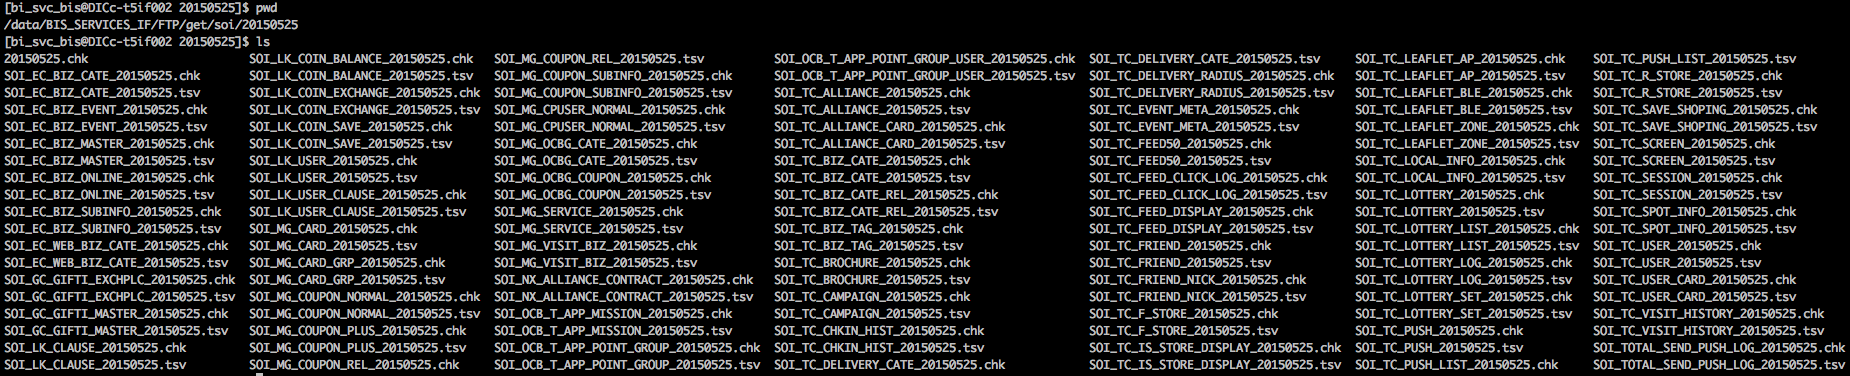 [bi_svc_bis@DICc-t5if002 20150525]$ pwd
/data/BIS_SERVICES_IF/FTP/get/soi/20150525
[bi_svc_bis@DICc-t5if002 20150525]$ ls
20150525.chk SOI_LK_COIN_BALANCE_20150525.chk SOI_MG_COUPON_REL_20150525.tsv SOI_OCB_T_APP_POINT_GROUP_USER_20150525.chk SOI_TC_DELIVERY_CATE_20150525.tsv SOI_TC_LEAFLET_AP_20150525.chk SOI_TC_PUSH_LIST_20150525.tsv
SOI_EC_BIZ_CATE_20150525.chk SOI_LK_COIN_BALANCE_20150525.tsv SOI_MG_COUPON_SUBINFO_20150525.chk SOI_OCB_T_APP_POINT_GROUP_USER_20150525.tsv SOI_TC_DELIVERY_RADIUS_20150525.chk SOI_TC_LEAFLET_AP_20150525.tsv SOI_TC_R_STORE_20150525.chk
SOI_EC_BIZ_CATE_20150525.tsv SOI_LK_COIN_EXCHANGE_20150525.chk SOI_MG_COUPON_SUBINFO_20150525.tsv SOI_TC_ALLIANCE_20150525.chk SOI_TC_DELIVERY_RADIUS_20150525.tsv SOI_TC_LEAFLET_BLE_20150525.chk SOI_TC_R_STORE_20150525.tsv
SOI_EC_BIZ_EVENT_20150525.chk SOI_LK_COIN_EXCHANGE_20150525.tsv SOI_MG_CPUSER_NORMAL_20150525.chk SOI_TC_ALLIANCE_20150525.tsv SOI_TC_EVENT_META_20150525.chk SOI_TC_LEAFLET_BLE_20150525.tsv SOI_TC_SAVE_SHOPING_20150525.chk
SOI_EC_BIZ_EVENT_20150525.tsv SOI_LK_COIN_SAVE_20150525.chk SOI_MG_CPUSER_NORMAL_20150525.tsv SOI_TC_ALLIANCE_CARD_20150525.chk SOI_TC_EVENT_META_20150525.tsv SOI_TC_LEAFLET_ZONE_20150525.chk SOI_TC_SAVE_SHOPING_20150525.tsv
SOI_EC_BIZ_MASTER_20150525.chk SOI_LK_COIN_SAVE_20150525.tsv SOI_MG_OCBG_CATE_20150525.chk SOI_TC_ALLIANCE_CARD_20150525.tsv SOI_TC_FEED50_20150525.chk SOI_TC_LEAFLET_ZONE_20150525.tsv SOI_TC_SCREEN_20150525.chk
SOI_EC_BIZ_MASTER_20150525.tsv SOI_LK_USER_20150525.chk SOI_MG_OCBG_CATE_20150525.tsv SOI_TC_BIZ_CATE_20150525.chk SOI_TC_FEED50_20150525.tsv SOI_TC_LOCAL_INFO_20150525.chk SOI_TC_SCREEN_20150525.tsv
SOI_EC_BIZ_ONLINE_20150525.chk SOI_LK_USER_20150525.tsv SOI_MG_OCBG_COUPON_20150525.chk SOI_TC_BIZ_CATE_20150525.tsv SOI_TC_FEED_CLICK_LOG_20150525.chk SOI_TC_LOCAL_INFO_20150525.tsv SOI_TC_SESSION_20150525.chk
SOI_EC_BIZ_ONLINE_20150525.tsv SOI_LK_USER_CLAUSE_20150525.chk SOI_MG_OCBG_COUPON_20150525.tsv SOI_TC_BIZ_CATE_REL_20150525.chk SOI_TC_FEED_CLICK_LOG_20150525.tsv SOI_TC_LOTTERY_20150525.chk SOI_TC_SESSION_20150525.tsv
SOI_EC_BIZ_SUBINFO_20150525.chk SOI_LK_USER_CLAUSE_20150525.tsv SOI_MG_SERVICE_20150525.chk SOI_TC_BIZ_CATE_REL_20150525.tsv SOI_TC_FEED_DISPLAY_20150525.chk SOI_TC_LOTTERY_20150525.tsv SOI_TC_SPOT_INFO_20150525.chk
SOI_EC_BIZ_SUBINFO_20150525.tsv SOI_MG_CARD_20150525.chk SOI_MG_SERVICE_20150525.tsv SOI_TC_BIZ_TAG_20150525.chk SOI_TC_FEED_DISPLAY_20150525.tsv SOI_TC_LOTTERY_LIST_20150525.chk SOI_TC_SPOT_INFO_20150525.tsv
SOI_EC_WEB_BIZ_CATE_20150525.chk SOI_MG_CARD_20150525.tsv SOI_MG_VISIT_BIZ_20150525.chk SOI_TC_BIZ_TAG_20150525.tsv SOI_TC_FRIEND_20150525.chk SOI_TC_LOTTERY_LIST_20150525.tsv SOI_TC_USER_20150525.chk
SOI_EC_WEB_BIZ_CATE_20150525.tsv SOI_MG_CARD_GRP_20150525.chk SOI_MG_VISIT_BIZ_20150525.tsv SOI_TC_BROCHURE_20150525.chk SOI_TC_FRIEND_20150525.tsv SOI_TC_LOTTERY_LOG_20150525.chk SOI_TC_USER_20150525.tsv
SOI_GC_GIFTI_EXCHPLC_20150525.chk SOI_MG_CARD_GRP_20150525.tsv SOI_NX_ALLIANCE_CONTRACT_20150525.chk SOI_TC_BROCHURE_20150525.tsv SOI_TC_FRIEND_NICK_20150525.chk SOI_TC_LOTTERY_LOG_20150525.tsv SOI_TC_USER_CARD_20150525.chk
SOI_GC_GIFTI_EXCHPLC_20150525.tsv SOI_MG_COUPON_NORMAL_20150525.chk SOI_NX_ALLIANCE_CONTRACT_20150525.tsv SOI_TC_CAMPAIGN_20150525.chk SOI_TC_FRIEND_NICK_20150525.tsv SOI_TC_LOTTERY_SET_20150525.chk SOI_TC_USER_CARD_20150525.tsv
SOI_GC_GIFTI_MASTER_20150525.chk SOI_MG_COUPON_NORMAL_20150525.tsv SOI_OCB_T_APP_MISSION_20150525.chk SOI_TC_CAMPAIGN_20150525.tsv SOI_TC_F_STORE_20150525.chk SOI_TC_LOTTERY_SET_20150525.tsv SOI_TC_VISIT_HISTORY_20150525.chk
SOI_GC_GIFTI_MASTER_20150525.tsv SOI_MG_COUPON_PLUS_20150525.chk SOI_OCB_T_APP_MISSION_20150525.tsv SOI_TC_CHKIN_HIST_20150525.chk SOI_TC_F_STORE_20150525.tsv SOI_TC_PUSH_20150525.chk SOI_TC_VISIT_HISTORY_20150525.tsv
SOI_LK_CLAUSE_20150525.chk SOI_MG_COUPON_PLUS_20150525.tsv SOI_OCB_T_APP_POINT_GROUP_20150525.chk SOI_TC_CHKIN_HIST_20150525.tsv SOI_TC_IS_STORE_DISPLAY_20150525.chk SOI_TC_PUSH_20150525.tsv SOI_TOTAL_SEND_PUSH_LOG_20150525.chk
SOI_LK_CLAUSE_20150525.tsv SOI_MG_COUPON_REL_20150525.chk SOI_OCB_T_APP_POINT_GROUP_20150525.tsv SOI_TC_DELIVERY_CATE_20150525.chk SOI_TC_IS_STORE_DISPLAY_20150525.tsv SOI_TC_PUSH_LIST_20150525.chk SOI_TOTAL_SEND_PUSH_LOG_20150525.tsv